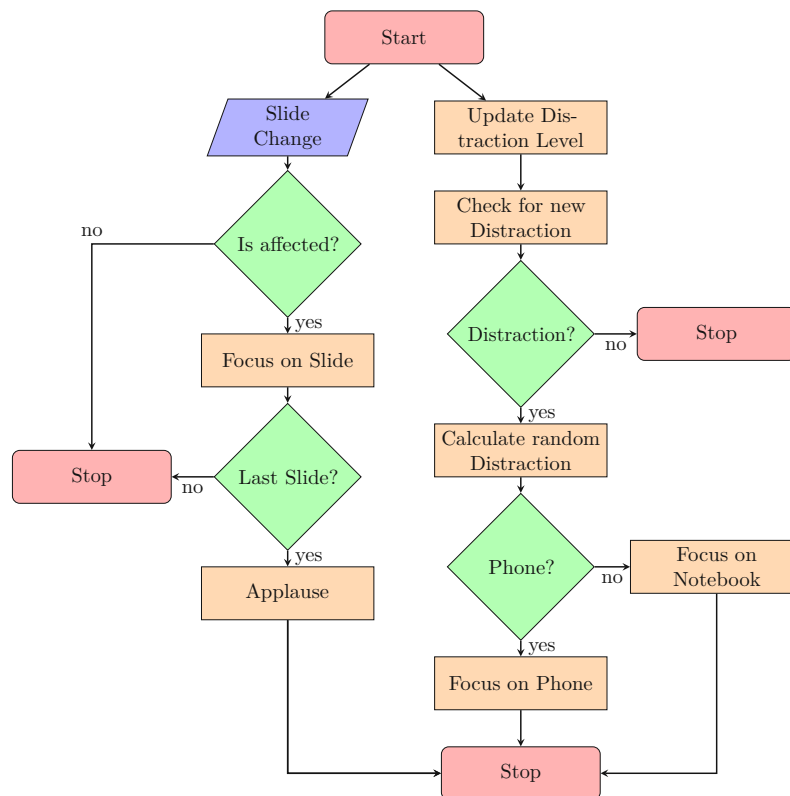 Start
Slide
Change
Update Dis-
traction Level
Check for new
Distraction
Is affected?
no
yes
Distraction?
no
Stop
yes
Focus on Slide
Calculate random
Distraction
Last Slide?
no
Stop
yes
Phone?
no
Focus on
Notebook
yes
Applause
Focus on Phone
Stop